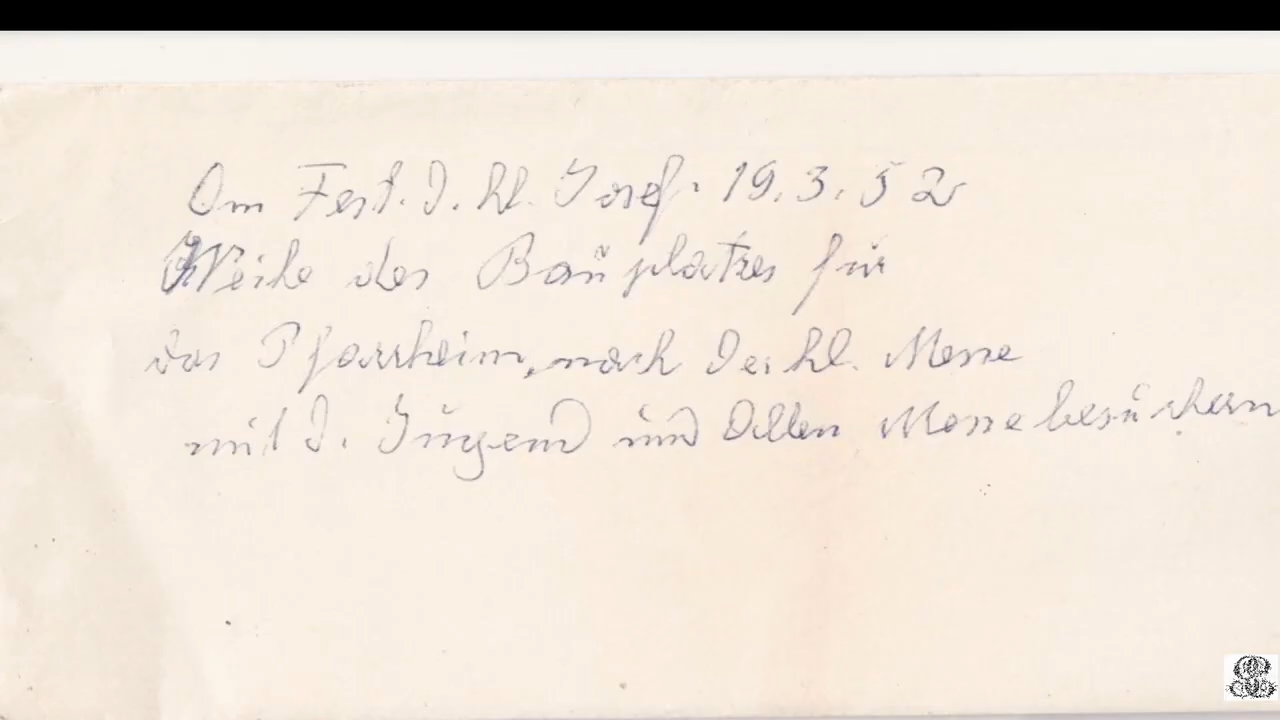 Am Fest. d. hl. Josef. 19.3.52
Weihe des Bauplatzes für
das Pfarrheim, nach der hl. Messe
mit d. Jugend und Allen Messebesuchern